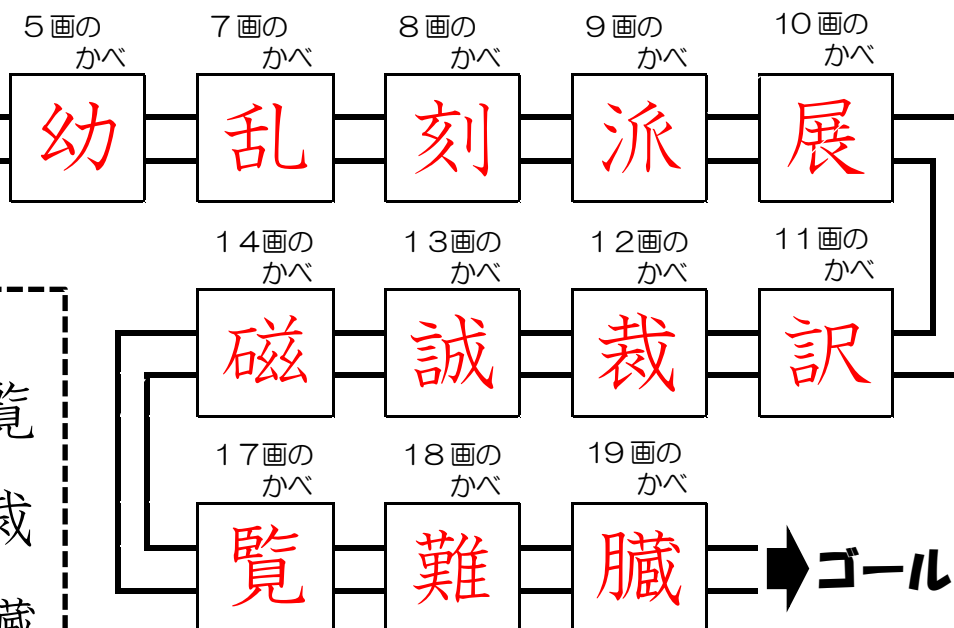 5画の
かべ
7画の
かべ
8画の
かべ
9画の
かべ
10画の
かべ
幼
乱
刻
派
展
14画の
かべ
13画の
かべ
12画の
かべ
11画の
かべ
磁
誠
裁
訳
17画の
かべ
18画の
かべ
19画の
かべ
覧
難
臓
ゴール
覧
裁
臓